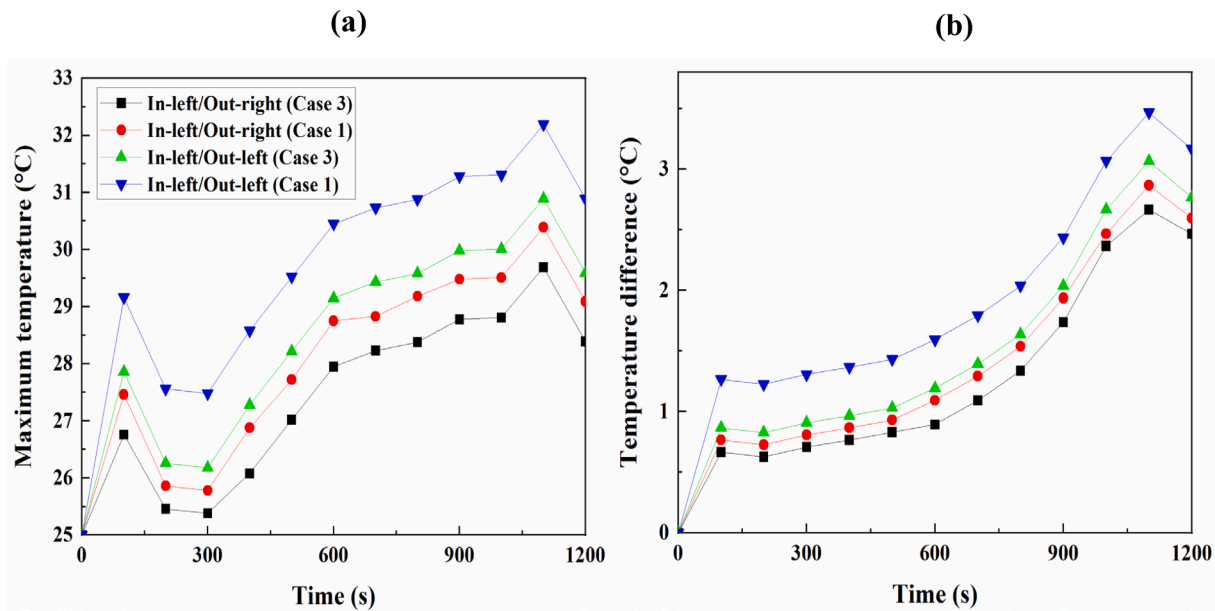 (a)
33
32
31
30
29
28
27
26
25
Maximum temperature (°C)
In-left/Out-right (Case 3)
In-left/Out-right (Case 1)
In-left/Out-left (Case 3)
In-left/Out-left (Case 1)
0
300
600
900
1200
Time (s)
(b)
3
2
1
0
Temperature difference (°C)
0
300
600
900
1200
Time (s)